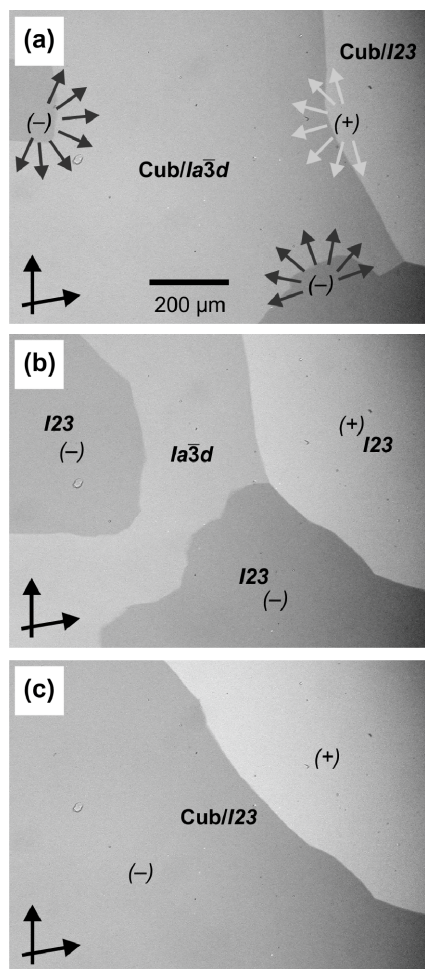 (a)
Cub/I23
(–)
(+)
Cub/Ia3̅d
200 µm
(–)
(b)
I23
(–)
(+)
I23
Ia3̅d
I23
(–)
(c)
(+)
Cub/I23
(–)